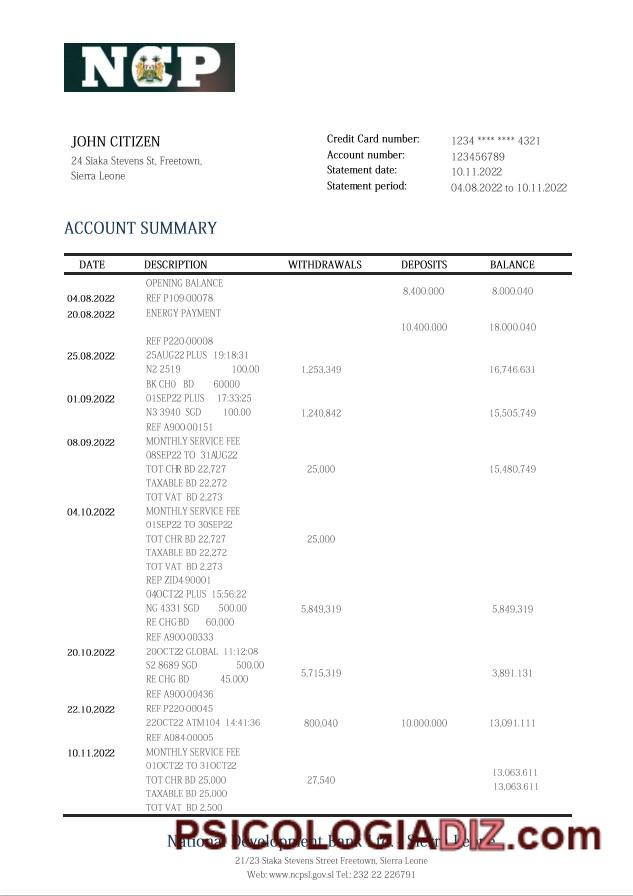 NCP
JOHN CITIZEN
24 Siaka Stevens St, Freetown,
Sierra Leone
Credit Card number: 1234 **** **** 4321
Account number: 123456789
Statement date: 10.11.2022
Statement period: 04.08.2022 to 10.11.2022
ACCOUNT SUMMARY
DATE DESCRIPTION WITHDRAWALS DEPOSITS BALANCE
OPENING BALANCE
8.400.000 8.000.040
04.08.2022 REF P109-00078
20.08.2022 ENERGY PAYMENT
10.400.000 18.000.040
REF P220-00008
25.08.2022 25AUG22 PLUS 19:18:31
N2 2519 100.00 1,253,349 16,746.631
BK CHO BD 60000
01.09.2022 01SEP22 PLUS 17:33:25
N3 3940 SGD 100.00 1,240,842 15,505,749
REF A900-00151
08.09.2022 MONTHLY SERVICE FEE
08SEP22 TO 31AUG22
TOT CHR BD 22,727 25,000 15,480,749
TAXABLE BD 22,272
TOT VAT BD 2,273
04.10.2022 MONTHLY SERVICE FEE
01SEP22 TO 30SEP22
TOT CHR BD 22,727 25,000
TAXABLE BD 22,272
TOT VAT BD 2,273
REP ZID4-90001
04OCT22 PLUS 15:56:22
NG 4331 SGD 500.00 5,849,319 5,849,319
RE CHG BD 60.000
REF A900-00333
20.10.2022 20OCT22 GLOBAL 11:12:08
S2 8689 SGD 500.00
5,715,319 3,891.131
RE CHG BD 45.000
REF A900-00436
22.10.2022 REF P220-00045
22OCT22 ATM104 14:41:36 800,040 10.000.000 13,091.111
REF A084-00005
10.11.2022 MONTHLY SERVICE FEE
01OCT22 TO 31OCT22
13,063.611
TOT CHR BD 25,000 27,540
13,063.611
TAXABLE BD 25,000
TOT VAT BD 2,500
National Development Bank Ltd. - Sierra Leone
PSICOLOGIADIZ.com
21/23 Siaka Stevens Street Freetown, Sierra Leone
Web: www.ncpsl.gov.sl Tel.: 232 22 226791